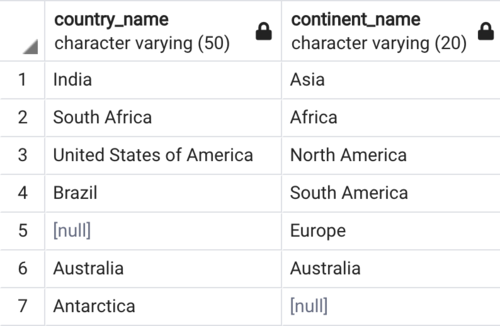 country_name continent_name
character varying (50) character varying (20)
1 India Asia
2 South Africa Africa
3 United States of America North America
4 Brazil South America
5 [null] Europe
6 Australia Australia
7 Antarctica [null]